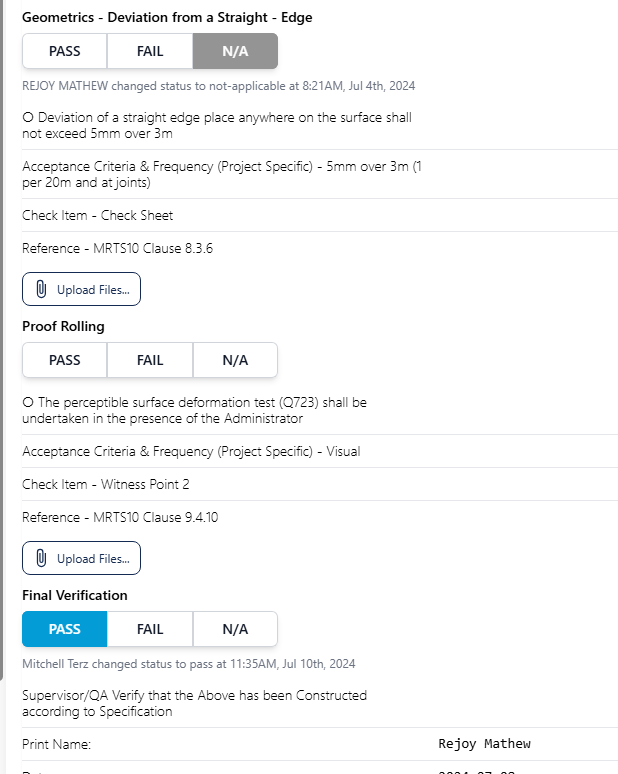 Geometrics - Deviation from a Straight - Edge
PASS FAIL N/A
REJOY MATHEW changed status to not-applicable at 8:21AM, Jul 4th, 2024
O Deviation of a straight edge place anywhere on the surface shall
not exceed 5mm over 3m
Acceptance Criteria & Frequency (Project Specific) - 5mm over 3m (1
per 20m and at joints)
Check Item - Check Sheet
Reference - MRTS10 Clause 8.3.6
Upload Files...
Proof Rolling
PASS FAIL N/A
O The perceptible surface deformation test (Q723) shall be
undertaken in the presence of the Administrator
Acceptance Criteria & Frequency (Project Specific) - Visual
Check Item - Witness Point 2
Reference - MRTS10 Clause 9.4.10
Upload Files...
Final Verification
PASS FAIL N/A
Mitchell Terz changed status to pass at 11:35AM, Jul 10th, 2024
Supervisor/QA Verify that the Above has been Constructed
according to Specification
Print Name: Rejoy Mathew